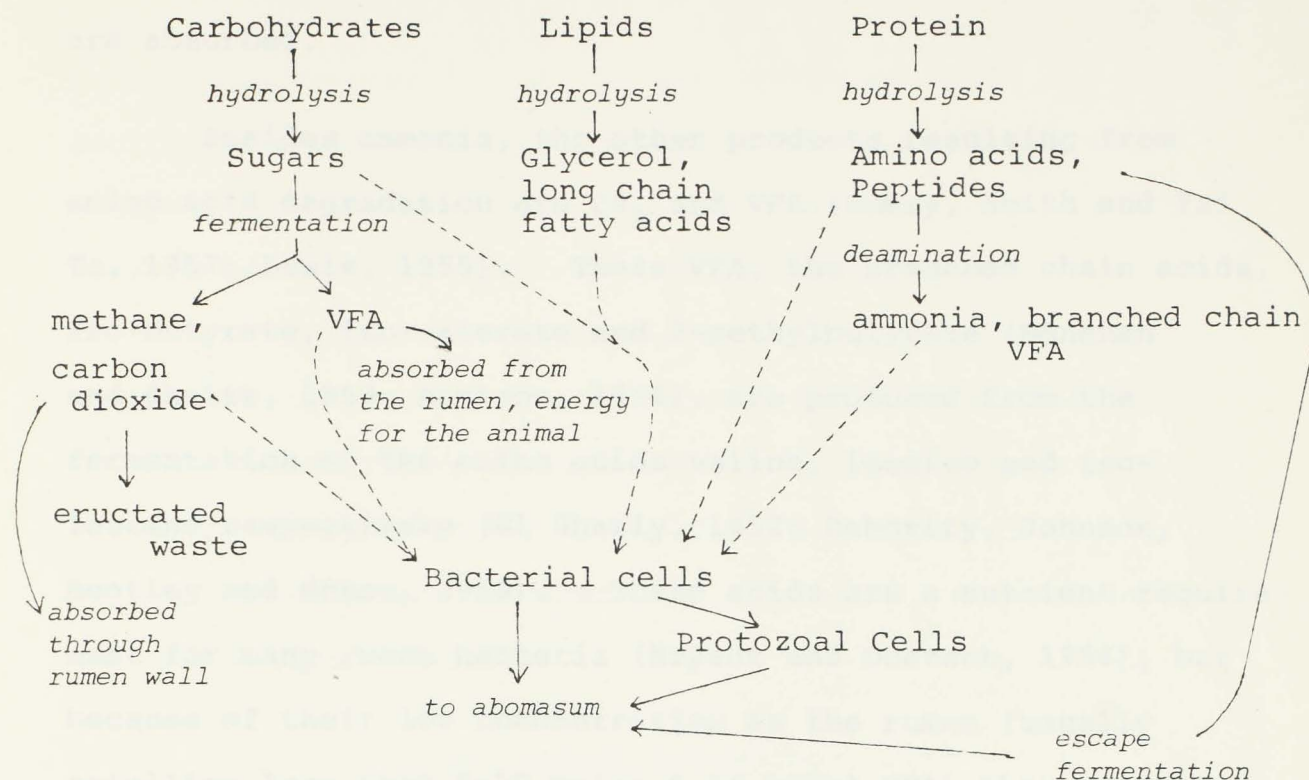 Carbohydrates Lipids Protein
hydrolysis hydrolysis hydrolysis
Sugars
Glycerol,
long chain
fatty acids
Amino acids,
Peptides
fermentation
deamination
methane,
carbon
dioxide
VFA
ammonia, branched chain
VFA
absorbed from
the rumen, energy
for the animal
eructated
waste
Bacterial cells
absorbed
through
rumen wall
Protozoal Cells
to abomasum
escape
fermentation